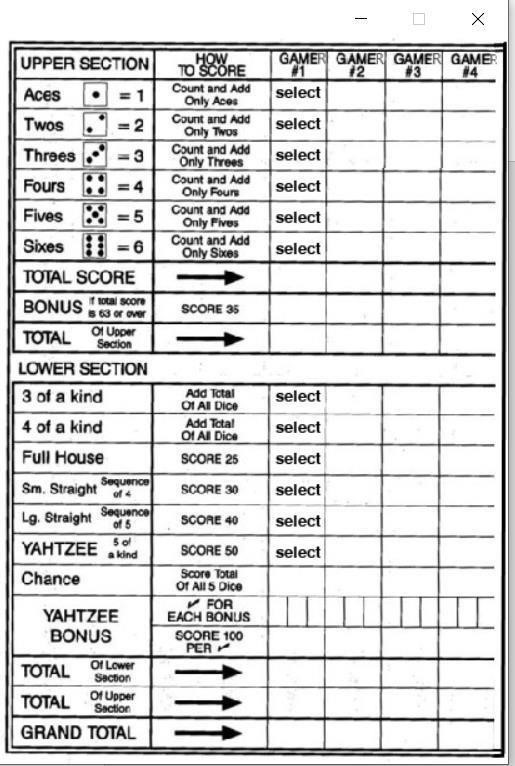 UPPER SECTION HOW TO SCORE GAME #1 GAME #2 GAME #3 GAME #4
Aces = 1 Count and Add Only Aces select
Twos = 2 Count and Add Only Twos select
Threes = 3 Count and Add Only Threes select
Fours = 4 Count and Add Only Fours select
Fives = 5 Count and Add Only Fives select
Sixes = 6 Count and Add Only Sixes select
TOTAL SCORE
BONUS If total score is 63 or over SCORE 35
TOTAL Of Upper Section
LOWER SECTION
3 of a kind Add Total Of All Dice select
4 of a kind Add Total Of All Dice select
Full House SCORE 25 select
Sm. Straight Sequence of 4 SCORE 30 select
Lg. Straight Sequence of 5 SCORE 40 select
YAHTZEE 5 of a kind SCORE 50 select
Chance Score Total Of All 5 Dice
YAHTZEE BONUS ✓ FOR EACH BONUS
SCORE 100 PER ✓
TOTAL Of Lower Section
TOTAL Of Upper Section
GRAND TOTAL